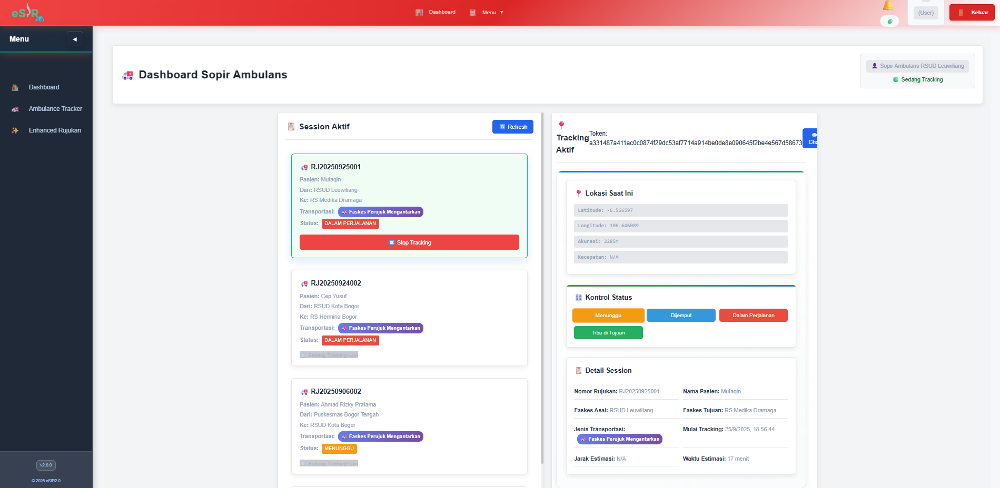 eSIR
Dashboard
Menu ▼
(User)
Keluar
Menu
◀
Dashboard
Ambulance Tracker
Enhanced Rujukan
v2.0.0
© 2025 eSIR2.0
Dashboard Sopir Ambulans
Sopir Ambulans RSUD Leuwiliang
Sedang Tracking
Session Aktif
Refresh
RJ20250925001
Pasien: Mutaqin
Dari: RSUD Leuwiliang
Ke: RS Medika Dramaga
Transportasi: Faskes Perujuk Mengantarkan
Status: DALAM PERJALANAN
Stop Tracking
RJ20250924002
Pasien: Cep Yusuf
Dari: RSUD Kota Bogor
Ke: RS Hermina Bogor
Transportasi: Faskes Perujuk Mengantarkan
Status: DALAM PERJALANAN
Sedang Tracking Lain
RJ20250906002
Pasien: Ahmad Rizky Pratama
Dari: Puskesmas Bogor Tengah
Ke: RSUD Kota Bogor
Transportasi: Faskes Perujuk Mengantarkan
Status: MENUNGGU
Sedang Tracking Lain
Tracking
Aktif
Token:
a331487a411ac0c0874f29dc53af7714a914be0de8e090645f2be4e567d58673
Cha
Lokasi Saat Ini
Latitude: -6.566597
Longitude: 106.646089
Akurasi: 2285m
Kecepatan: N/A
Kontrol Status
Menunggu
Dijemput
Dalam Perjalanan
Tiba di Tujuan
Detail Session
Nomor Rujukan: RJ20250925001
Nama Pasien: Mutaqin
Faskes Asal: RSUD Leuwiliang
Faskes Tujuan: RS Medika Dramaga
Jenis Transportasi:
Faskes Perujuk Mengantarkan
Mulai Tracking: 25/9/2025, 18.56.44
Jarak Estimasi: N/A
Waktu Estimasi: 17 menit